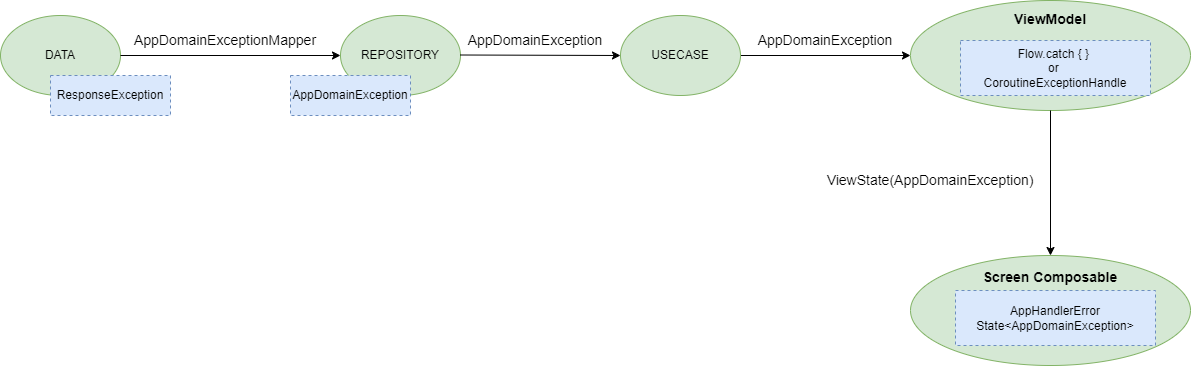 DATA
AppDomainExceptionMapper
REPOSITORY
AppDomainException
USECASE
AppDomainException
ViewModel
Flow.catch { }
or
CoroutineExceptionHandle
ResponseException
AppDomainException
ViewState(AppDomainException)
Screen Composable
AppHandlerError
State<AppDomainException>